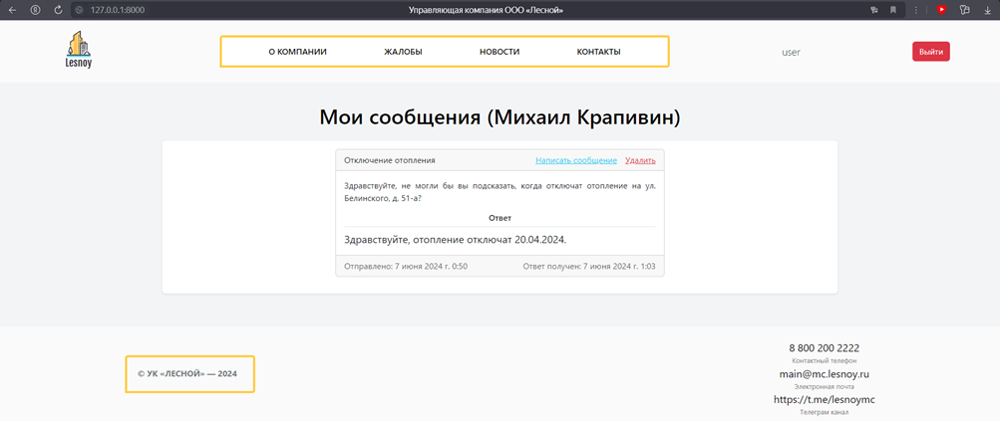 127.0.0.1:8000 Управляющая компания ООО «Лесной»
Lesnoy
О КОМПАНИИ ЖАЛОБЫ НОВОСТИ КОНТАКТЫ user Выйти
Мои сообщения (Михаил Крапивин)
Отключение отопления Написать сообщение Удалить
Здравствуйте, не могли бы вы подсказать, когда отключат отопление на ул.
Белинского, д. 51-а?
Ответ
Здравствуйте, отопление отключат 20.04.2024.
Отправлено: 7 июня 2024 г. 0:50 Ответ получен: 7 июня 2024 г. 1:03
© УК «ЛЕСНОЙ» — 2024
8 800 200 2222
Контактный телефон
main@mc.lesnoy.ru
Электронная почта
https://t.me/lesnoymc
Телеграм канал